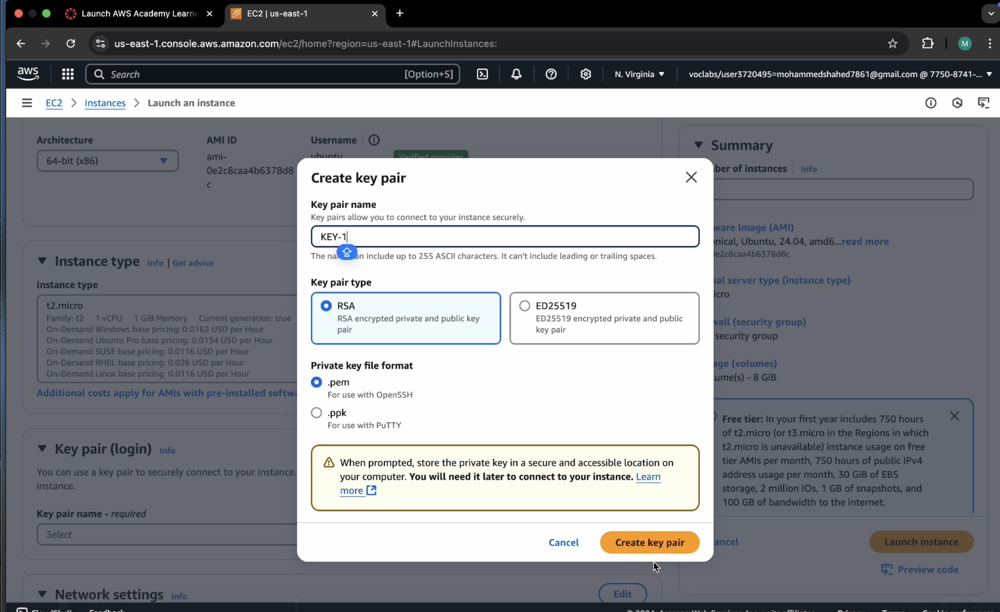 Launch AWS Academy Learne
EC2 | us-east-1
us-east-1.console.aws.amazon.com/ec2/home?region=us-east-1#LaunchInstances:
M
aws
Search
[Option+S]
N. Virginia
voclabs/user3720495=mohammedshahed7861@gmail.com @ 7750-8741-...
EC2 > Instances > Launch an instance
Architecture
64-bit (x86)
AMI ID
ami-
0e2c8caa4b6378d8
c
Username
ubuntu
Verified provider
Instance type Info | Get advice
Instance type
t2.micro
Family: t2 1 vCPU 1 GiB Memory Current generation: true
On-Demand Windows base pricing: 0.0162 USD per Hour
On-Demand Ubuntu Pro base pricing: 0.0134 USD per Hour
On-Demand SUSE base pricing: 0.0116 USD per Hour
On-Demand RHEL base pricing: 0.026 USD per Hour
On-Demand Linux base pricing: 0.0116 USD per Hour
Additional costs apply for AMIs with pre-installed softwa
Key pair (login) Info
You can use a key pair to securely connect to your instance.
instance.
Key pair name - required
Select
Network settings Info
Edit
Create key pair
Key pair name
Key pairs allow you to connect to your instance securely.
KEY-1
The na an include up to 255 ASCII characters. It can't include leading or trailing spaces.
Key pair type
RSA
RSA encrypted private and public key
pair
ED25519
ED25519 encrypted private and public
key pair
Private key file format
.pem
For use with OpenSSH
.ppk
For use with PuTTY
When prompted, store the private key in a secure and accessible location on
your computer. You will need it later to connect to your instance. Learn
more
Cancel
Create key pair
Summary
ber of instances Info
ware Image (AMI)
nical, Ubuntu, 24.04, amd6...read more
e2c8caa4b6378d8c
ual server type (instance type)
icro
wall (security group)
security group
age (volumes)
ume(s) - 8 GiB
Free tier: In your first year includes 750 hours
of t2.micro (or t3.micro in the Regions in which
t2.micro is unavailable) instance usage on free
tier AMIs per month, 750 hours of public IPv4
address usage per month, 30 GiB of EBS
storage, 2 million IOs, 1 GB of snapshots, and
100 GB of bandwidth to the internet.
ancel
Launch instance
Preview code
CloudShell
Feedback